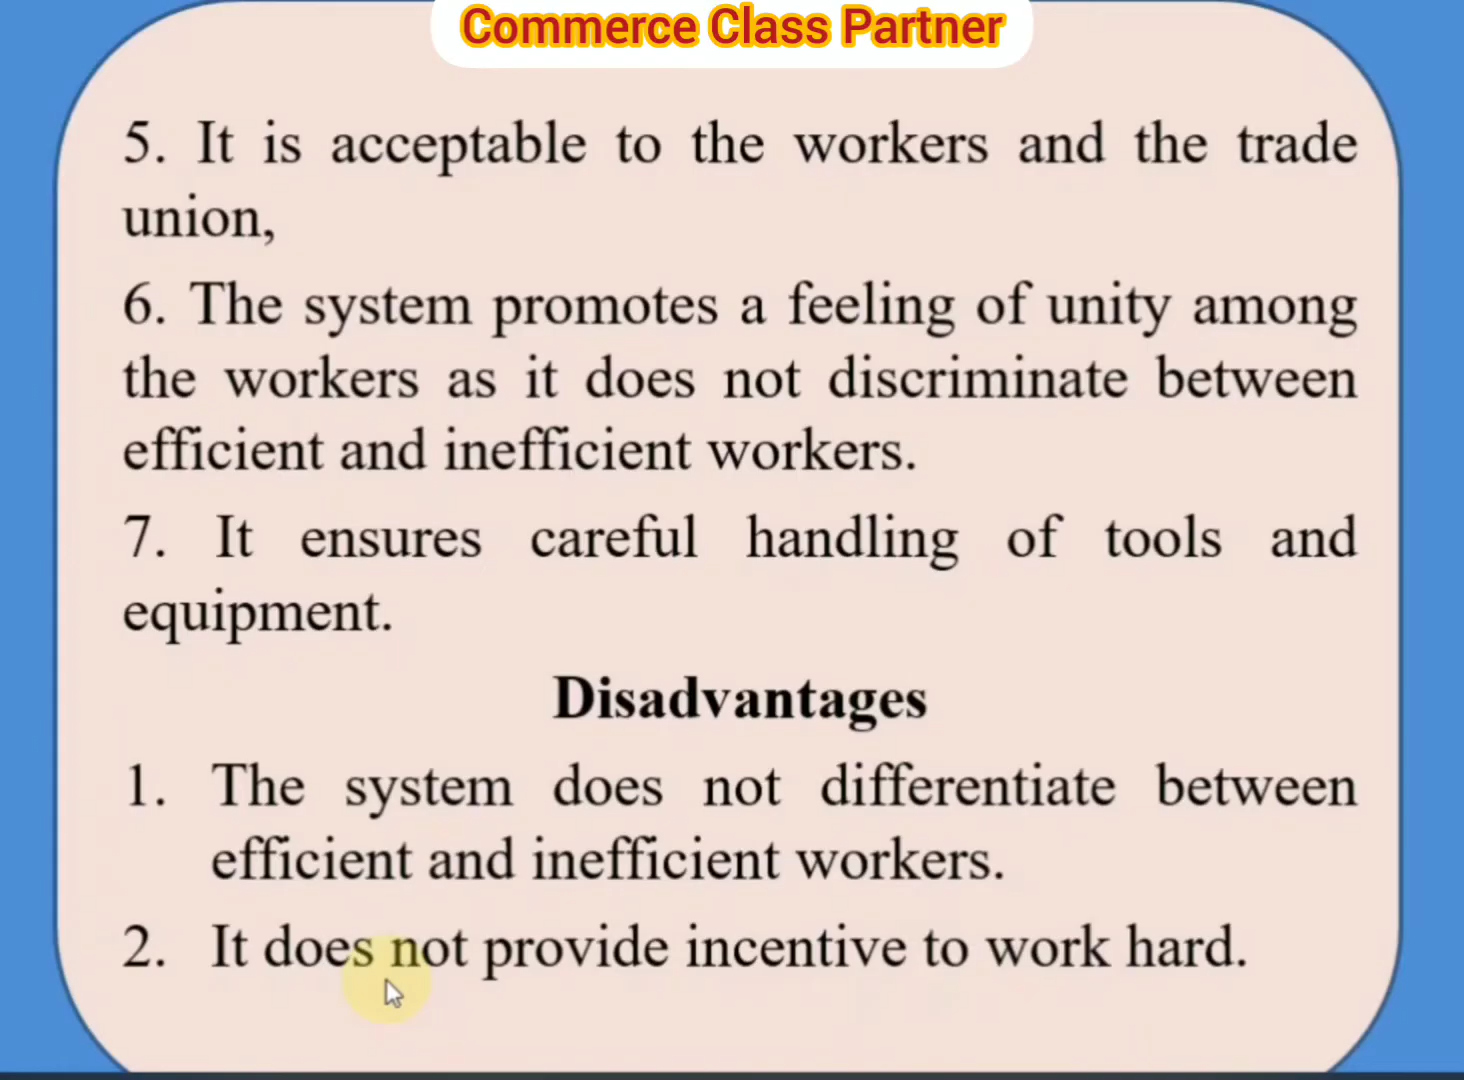 Commerce Class Partner
5. It is acceptable to the workers and the trade
union,
6. The system promotes a feeling of unity among
the workers as it does not discriminate between
efficient and inefficient workers.
7. It ensures careful handling of tools and
equipment.
Disadvantages
1. The system does not differentiate between
efficient and inefficient workers.
2. It does not provide incentive to work hard.